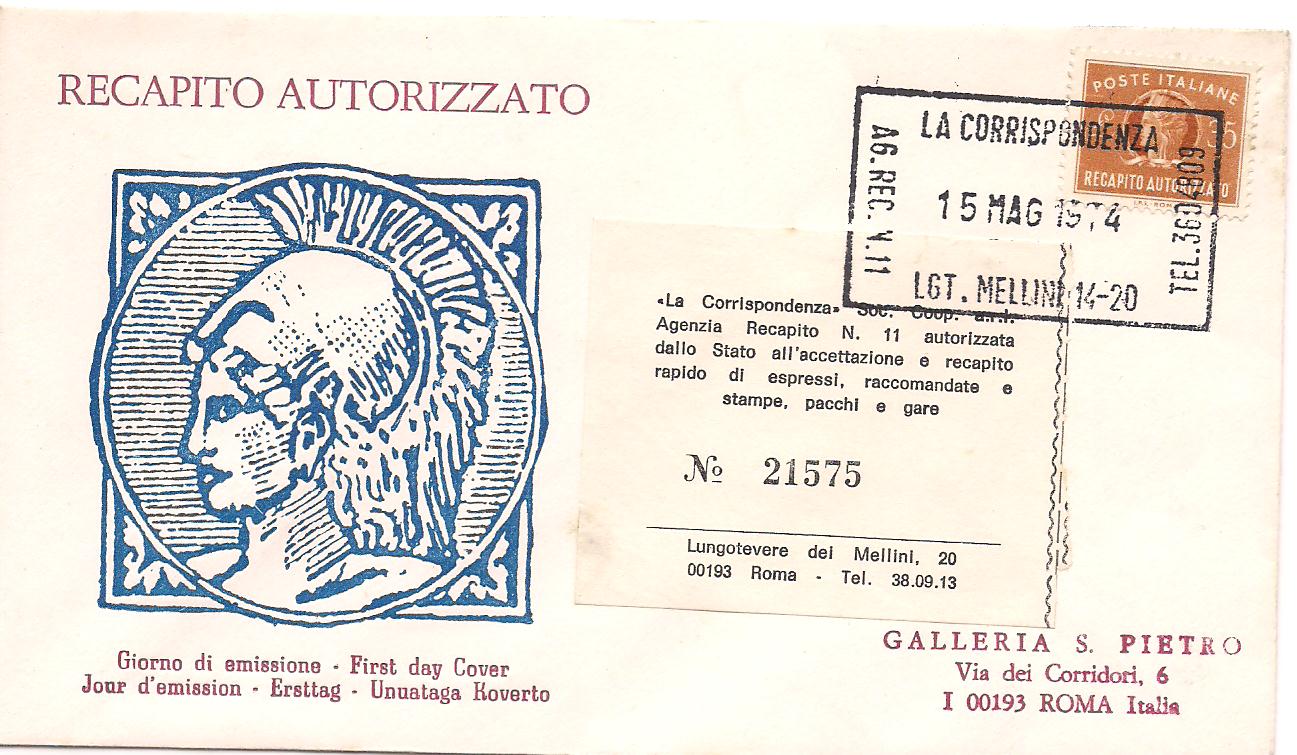 RECAPITO AUTORIZZATO
POSTE ITALIANE
35
RECAPITO AUTORIZZATO
LA CORRISPONDENZA
AG.REC.N.11
15 MAG 1974
TEL.3604809
LGT. MELLINI 14-20
«La Corrispondenza» Soc. Coop. a.r.l.
Agenzia Recapito N. 11 autorizzata
dallo Stato all'accettazione e recapito
rapido di espressi, raccomandate e
stampe, pacchi e gare
№ 21575
Lungotevere dei Mellini, 20
00193 Roma - Tel. 38.09.13
Giorno di emissione - First day Cover
Jour d'emission - Ersttag - Unuataga Koverto
GALLERIA S. PIETRO
Via dei Corridori, 6
I 00193 ROMA Italia